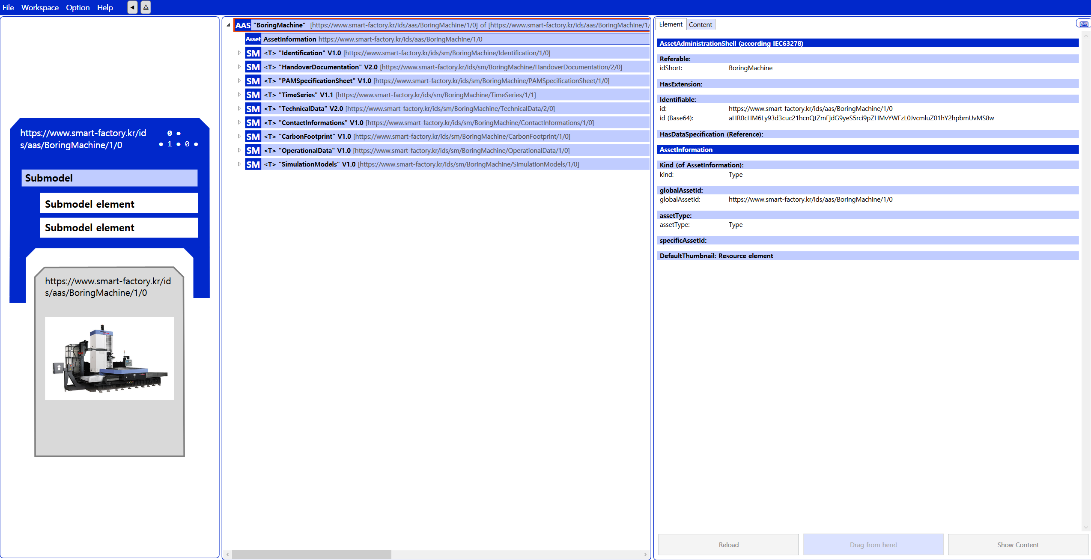 File Workspace Option Help
https://www.smart-factory.kr/id
s/aas/BoringMachine/1/0
0
1 0
Submodel
Submodel element
Submodel element
https://www.smart-factory.kr/id
s/aas/BoringMachine/1/0
AAS "BoringMachine" [https://www.smart-factory.kr/ids/aas/BoringMachine/1/0] of [https://www.smart-factory.kr/ids/aas/BoringMachine/1/
Asset AssetInformation https://www.smart-factory.kr/ids/aas/BoringMachine/1/0
SM <T> "Identification" V1.0 [https://www.smart-factory.kr/ids/sm/BoringMachine/Identification/1/0]
SM <T> "HandoverDocumentation" V2.0 [https://www.smart-factory.kr/ids/sm/BoringMachine/HandoverDocumentation/2/0]
SM <T> "PAMSpecificationSheet" V1.0 [https://www.smart-factory.kr/ids/sm/BoringMachine/PAMSpecificationSheet/1/0]
SM <T> "TimeSeries" V1.1 [https://www.smart-factory.kr/ids/sm/BoringMachine/TimeSeries/1/1]
SM <T> "TechnicalData" V2.0 [https://www.smart-factory.kr/ids/sm/BoringMachine/TechnicalData/2/0]
SM <T> "ContactInformations" V1.0 [https://www.smart-factory.kr/ids/sm/BoringMachine/ContactInformations/1/0]
SM <T> "CarbonFootprint" V1.0 [https://www.smart-factory.kr/ids/sm/BoringMachine/CarbonFootprint/1/0]
SM <T> "OperationalData" V1.0 [https://www.smart-factory.kr/ids/sm/BoringMachine/OperationalData/1/0]
SM <T> "SimulationModels" V1.0 [https://www.smart-factory.kr/ids/sm/BoringMachine/SimulationModels/1/0]
Element Content
AssetAdministrationShell (according IEC63278)
Referable:
idShort: BoringMachine
HasExtension:
Identifiable:
id: https://www.smart-factory.kr/ids/aas/BoringMachine/1/0
id (Base64):
HasDataSpecification (Reference):
AssetInformation
Kind (of AssetInformation):
kind: Type
globalAssetId:
globalAssetId: https://www.smart-factory.kr/ids/aas/BoringMachine/1/0
assetType:
assetType: Type
specificAssetId:
DefaultThumbnail: Resource element
Reload Drag from here! Show Content